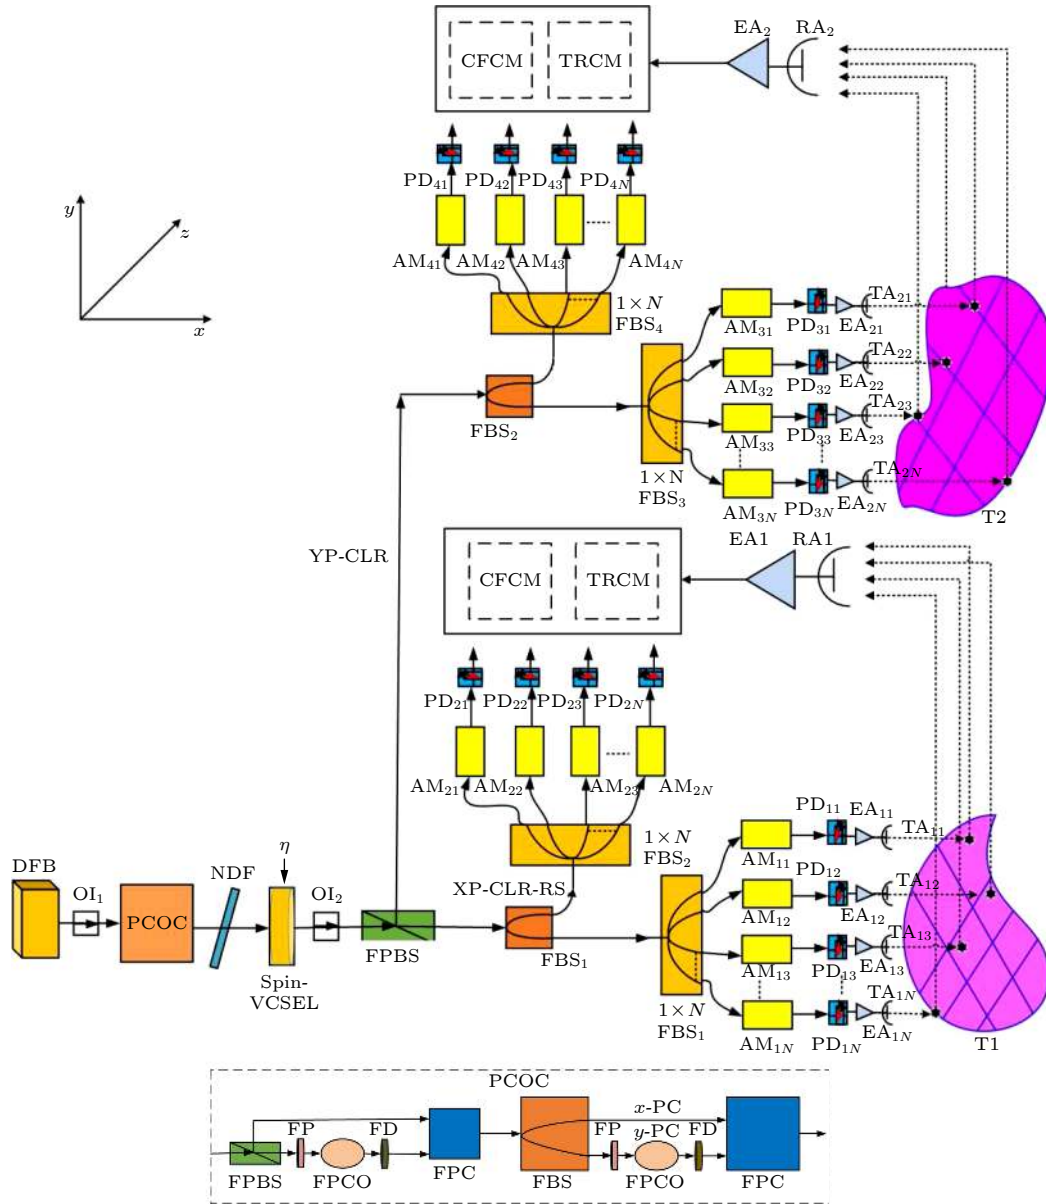 EA₂ RA₂
CFCM TRCM
PD₄₁ PD₄₂ PD₄₃ PD₄N
y z x
AM₄₁ AM₄₂ AM₄₃ AM₄N
1×N
FBS₄
FBS₂
1×N
FBS₃
AM₃₁ PD₃₁ EA₂₁ TA₂₁
AM₃₂ PD₃₂ EA₂₂ TA₂₂
AM₃₃ PD₃₃ EA₂₃ TA₂₃
AM₃N PD₃N EA₂N TA₂N
T2
YP-CLR
EA1 RA1
CFCM TRCM
PD₂₁ PD₂₂ PD₂₃ PD₂N
AM₂₁ AM₂₂ AM₂₃ AM₂N
1×N
FBS₂
XP-CLR-RS
DFB
OI₁
PCOC
NDF
η
Spin-
VCSEL
OI₂
FPBS
FBS₁
1×N
FBS₁
AM₁₁ PD₁₁ EA₁₁ TA₁₁
AM₁₂ PD₁₂ EA₁₂ TA₁₂
AM₁₃ PD₁₃ EA₁₃ TA₁₃
AM₁N PD₁N EA₁N TA₁N
T1
PCOC
FPBS FP FPCO FD FPC FBS x-PC y-PC FP FPCO FD FPC